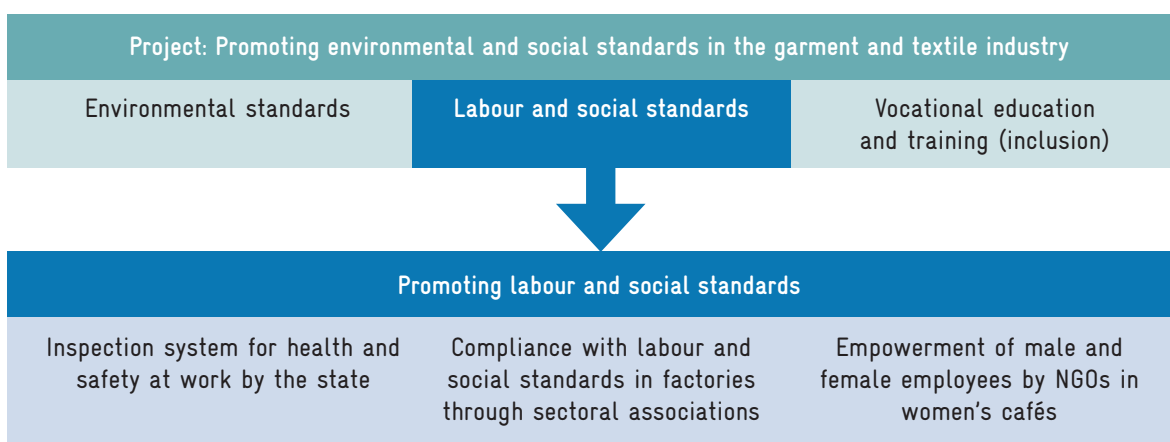 Project: Promoting environmental and social standards in the garment and textile industry
Environmental standards
Labour and social standards
Vocational education
and training (inclusion)
Promoting labour and social standards
Inspection system for health and
safety at work by the state
Compliance with labour and
social standards in factories
through sectoral associations
Empowerment of male and
female employees by NGOs in
women's cafés